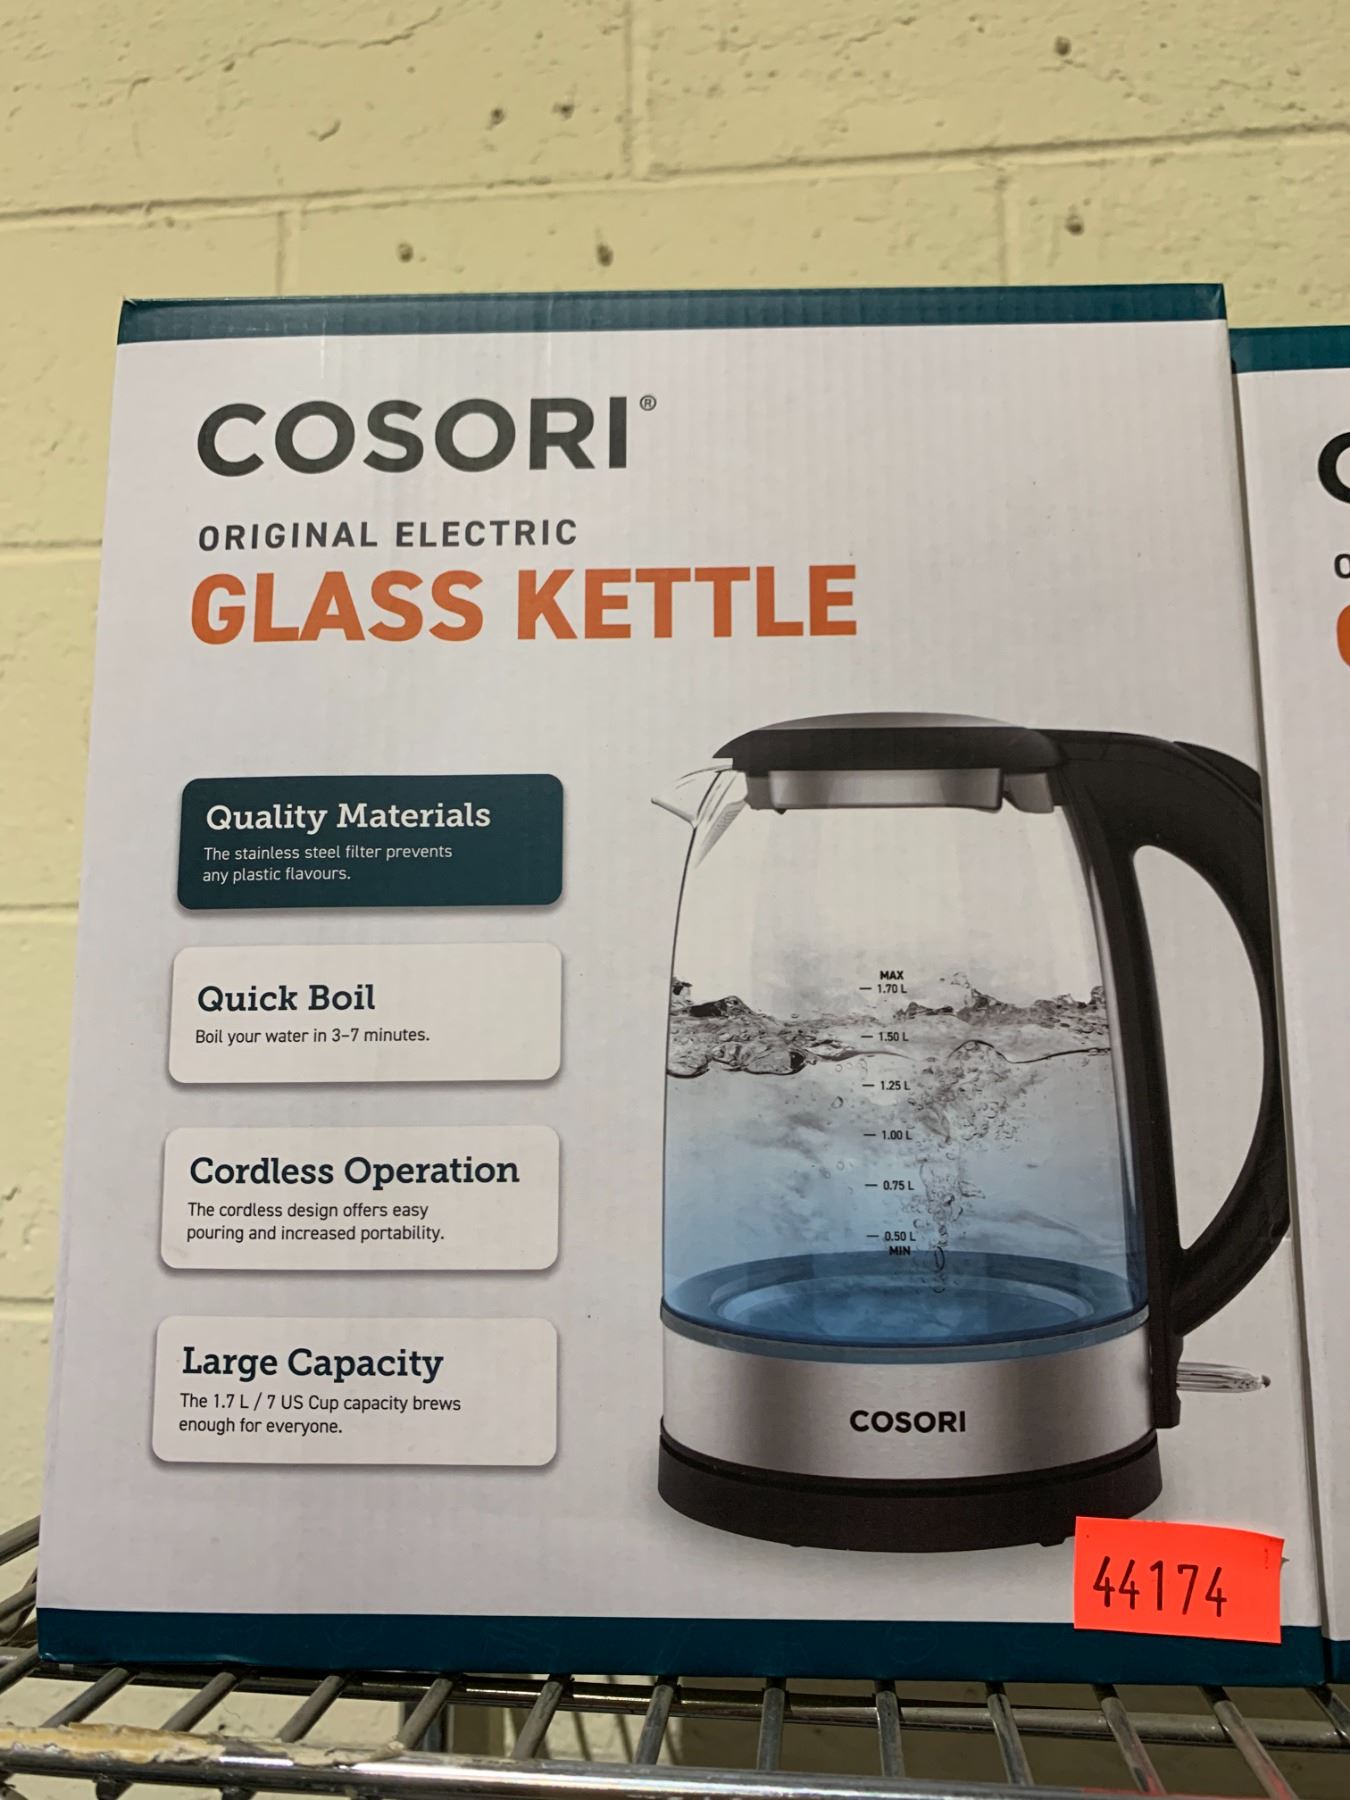 COSORI®
ORIGINAL ELECTRIC
GLASS KETTLE
Quality Materials
The stainless steel filter prevents
any plastic flavours.
Quick Boil
Boil your water in 3–7 minutes.
Cordless Operation
The cordless design offers easy
pouring and increased portability.
Large Capacity
The 1.7 L / 7 US Cup capacity brews
enough for everyone.
MAX
1.70 L
1.50 L
1.25 L
1.00 L
0.75 L
0.50 L
MIN
COSORI
44174